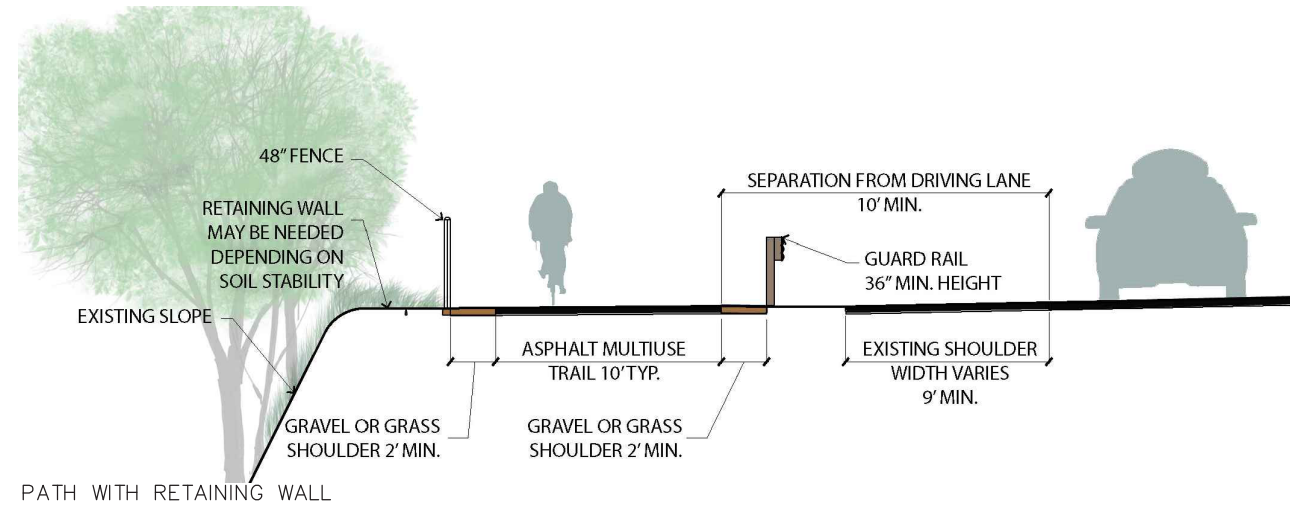 48" FENCE
RETAINING WALL
MAY BE NEEDED
DEPENDING ON
SOIL STABILITY
EXISTING SLOPE
SEPARATION FROM DRIVING LANE
10' MIN.
GUARD RAIL
36" MIN. HEIGHT
ASPHALT MULTIUSE
TRAIL 10' TYP.
EXISTING SHOULDER
WIDTH VARIES
9' MIN.
GRAVEL OR GRASS
SHOULDER 2' MIN.
GRAVEL OR GRASS
SHOULDER 2' MIN.
PATH WITH RETAINING WALL